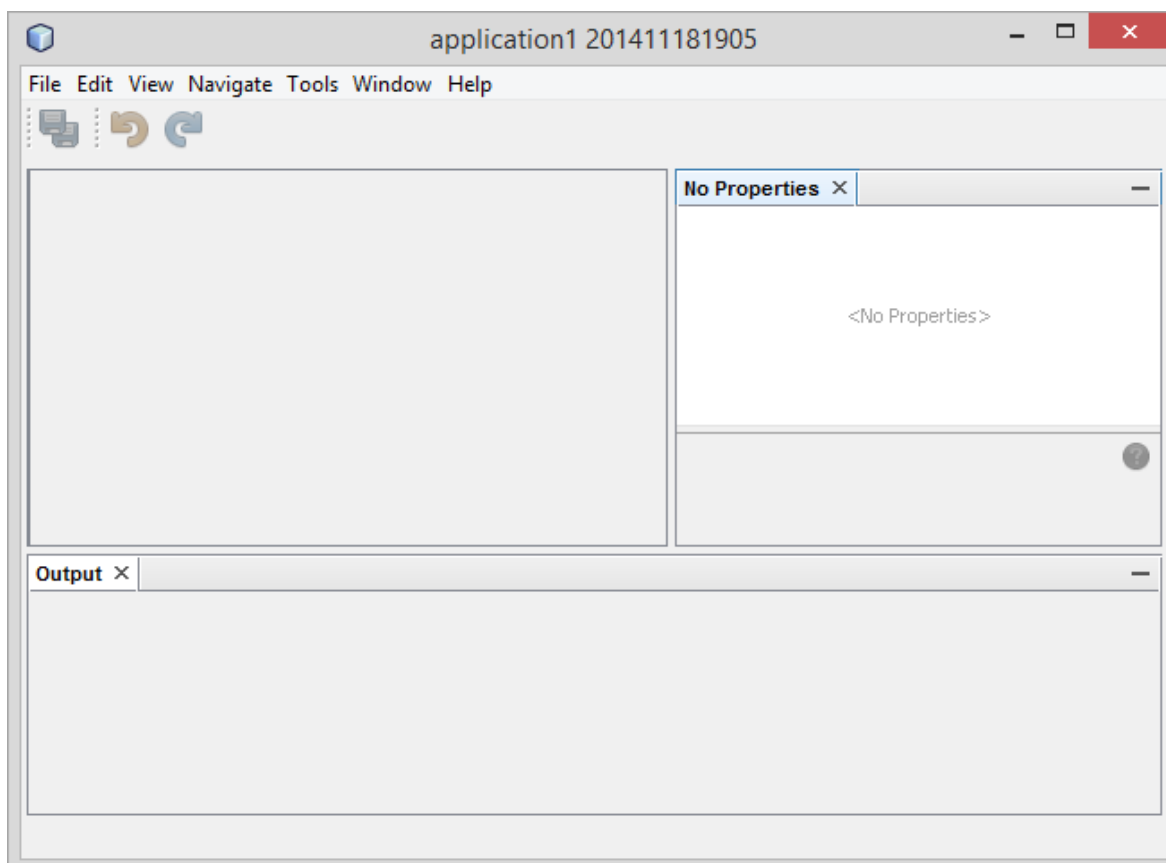 application1 201411181905
File Edit View Navigate Tools Window Help
No Properties
<No Properties>
?
Output